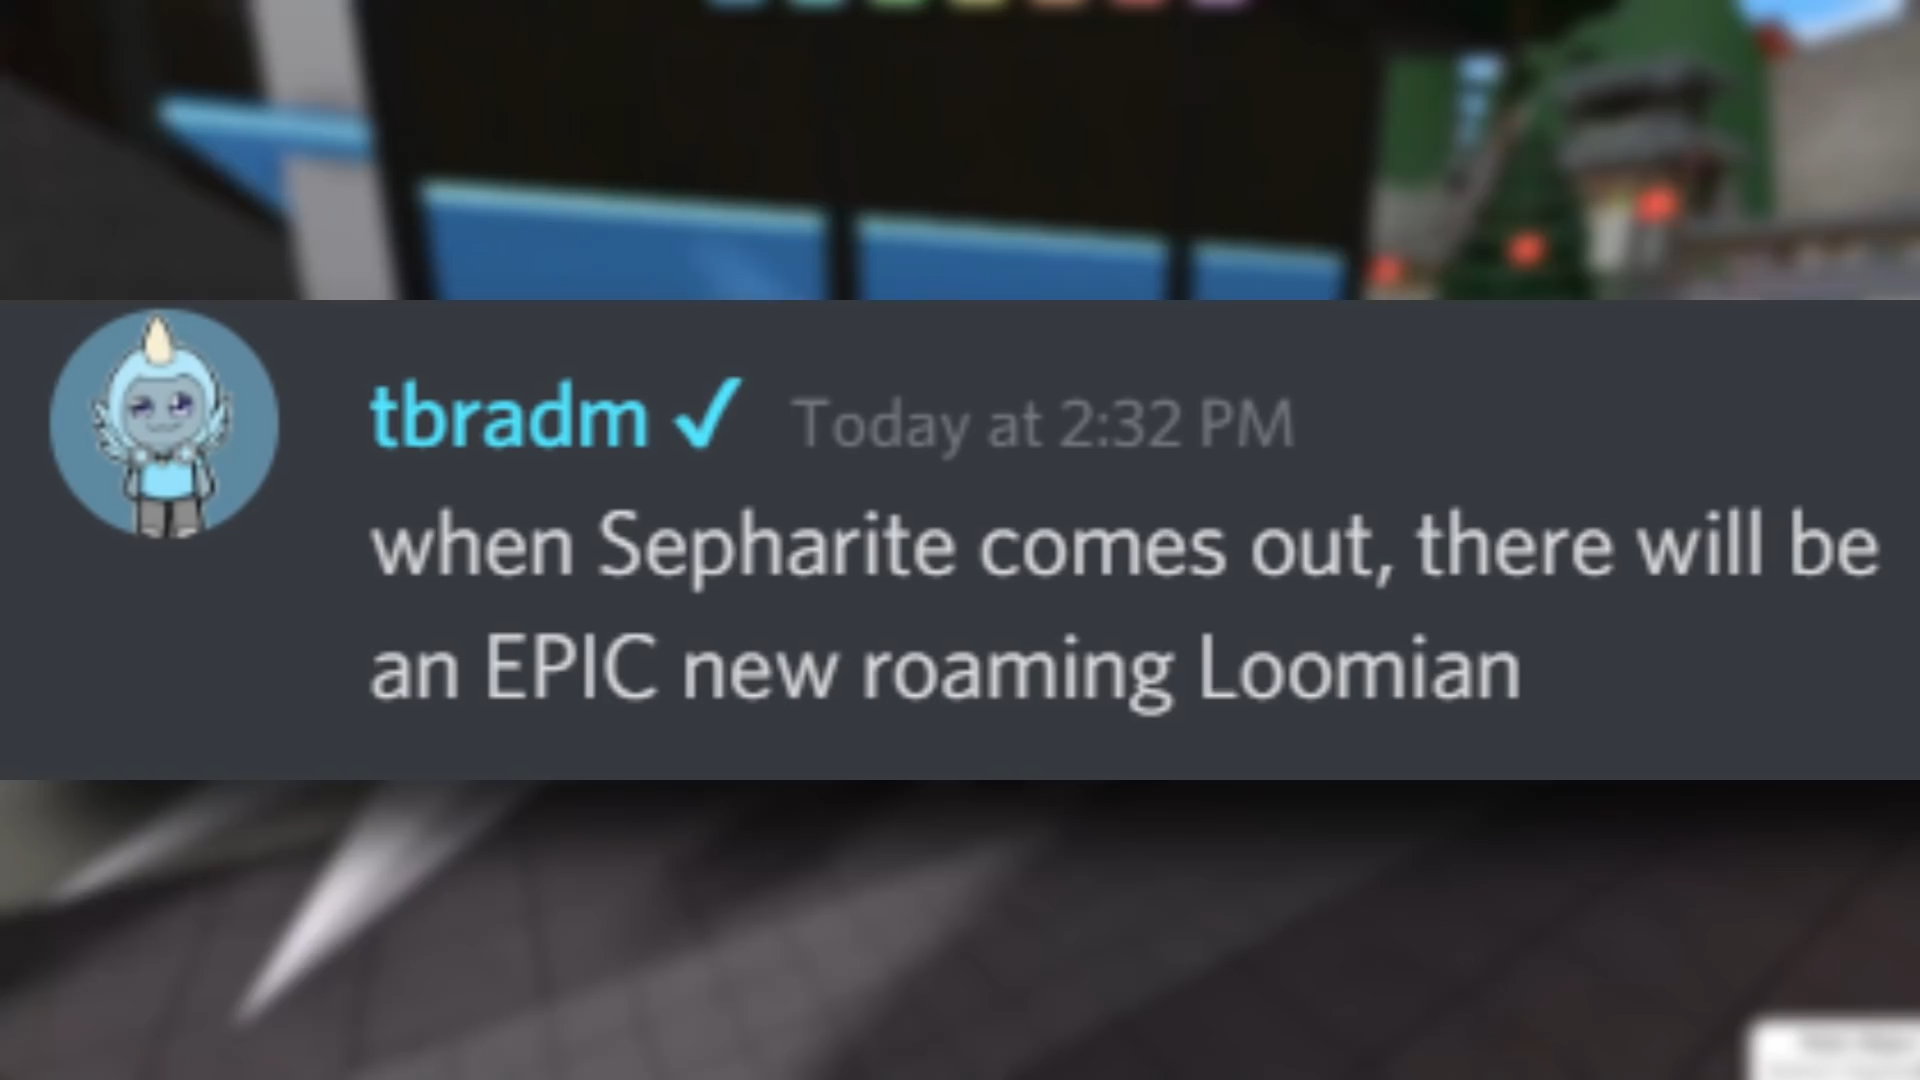 tbradm ✓ Today at 2:32 PM
when Sepharite comes out, there will be
an EPIC new roaming Loomian